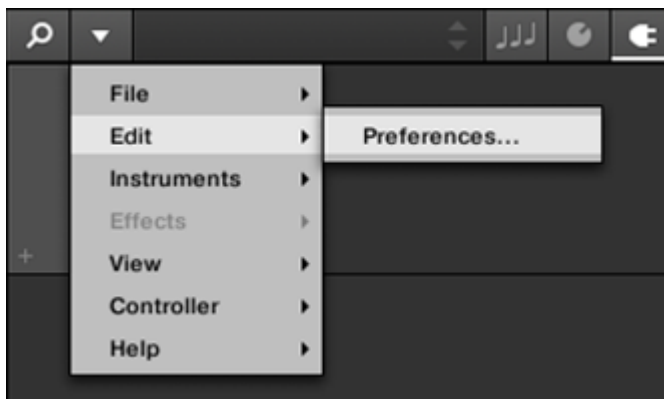 File
Edit
Preferences...
Instruments
Effects
View
Controller
Help